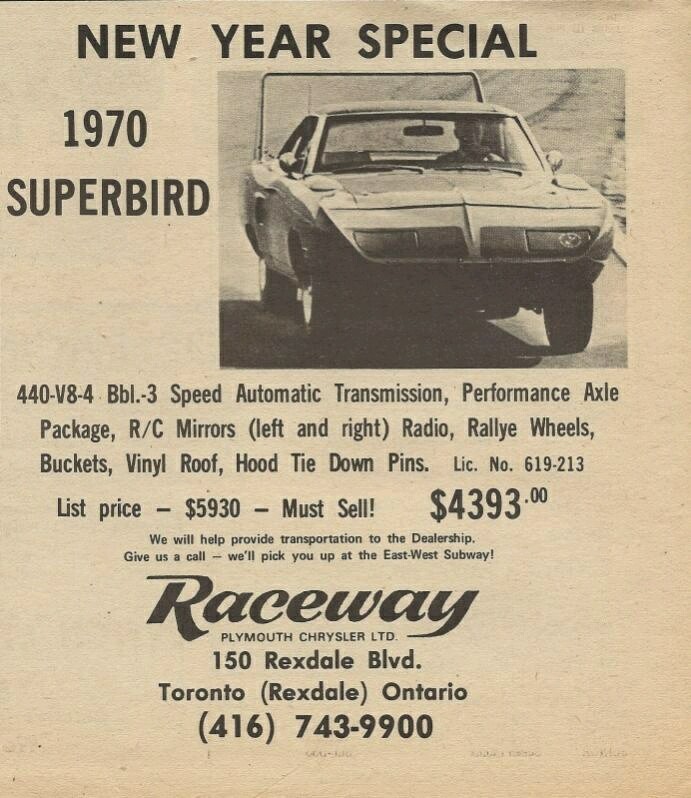 NEW YEAR SPECIAL
1970
SUPERBIRD
440-V8-4 Bbl.-3 Speed Automatic Transmission, Performance Axle
Package, R/C Mirrors (left and right) Radio, Rallye Wheels,
Buckets, Vinyl Roof, Hood Tie Down Pins. Lic. No. 619-213
List price – $5930 – Must Sell! $4393.00
We will help provide transportation to the Dealership.
Give us a call – we'll pick you up at the East-West Subway!
Raceway
PLYMOUTH CHRYSLER LTD.
150 Rexdale Blvd.
Toronto (Rexdale) Ontario
(416) 743-9900